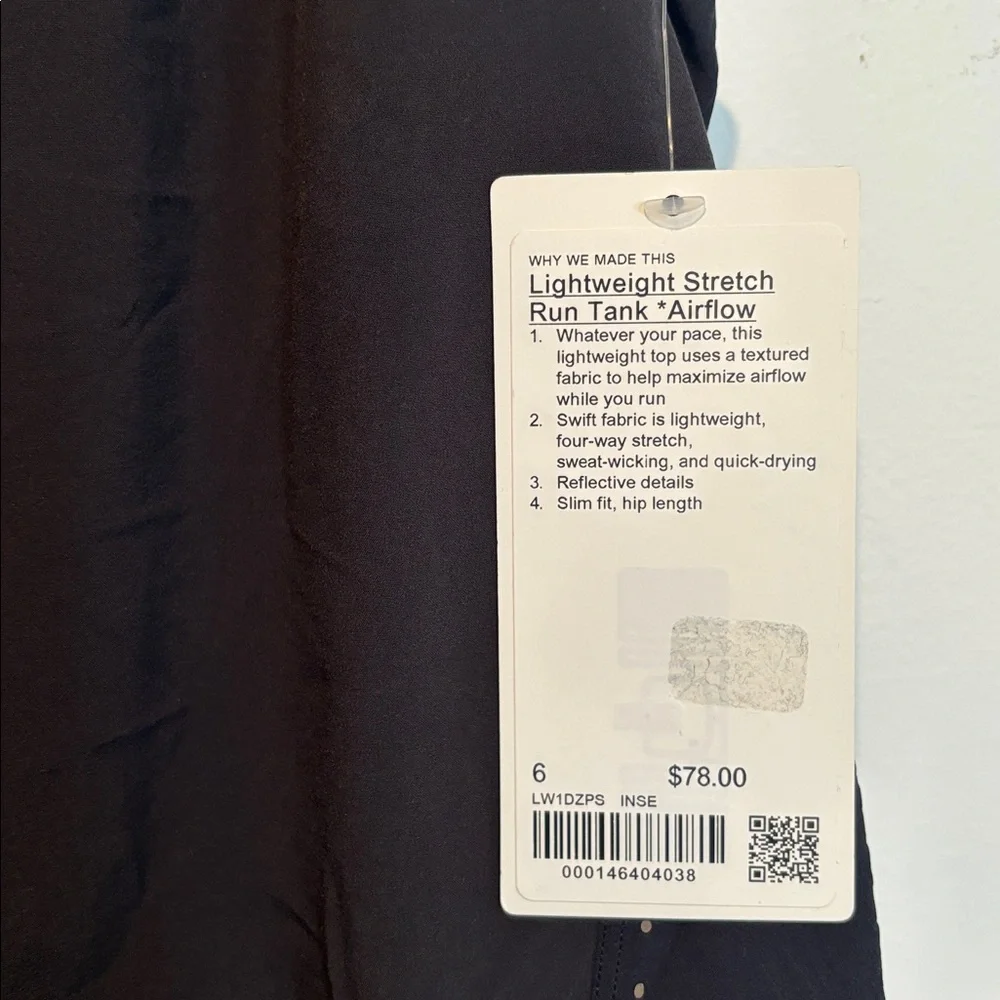 WHY WE MADE THIS
Lightweight Stretch
Run Tank *Airflow
1. Whatever your pace, this
lightweight top uses a textured
fabric to help maximize airflow
while you run
2. Swift fabric is lightweight,
four-way stretch,
sweat-wicking, and quick-drying
3. Reflective details
4. Slim fit, hip length
6 $78.00
LW1DZPS INSE
000146404038